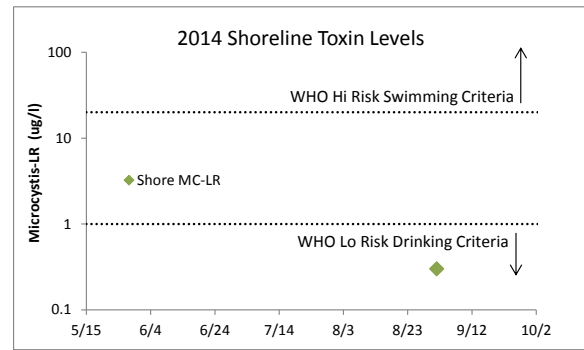 2014 Shoreline Toxin Levels
Microcystis-LR (ug/l)
100
WHO Hi Risk Swimming Criteria
10
Shore MC-LR
1
WHO Lo Risk Drinking Criteria
0.1
5/15 6/4 6/24 7/14 8/3 8/23 9/12 10/2